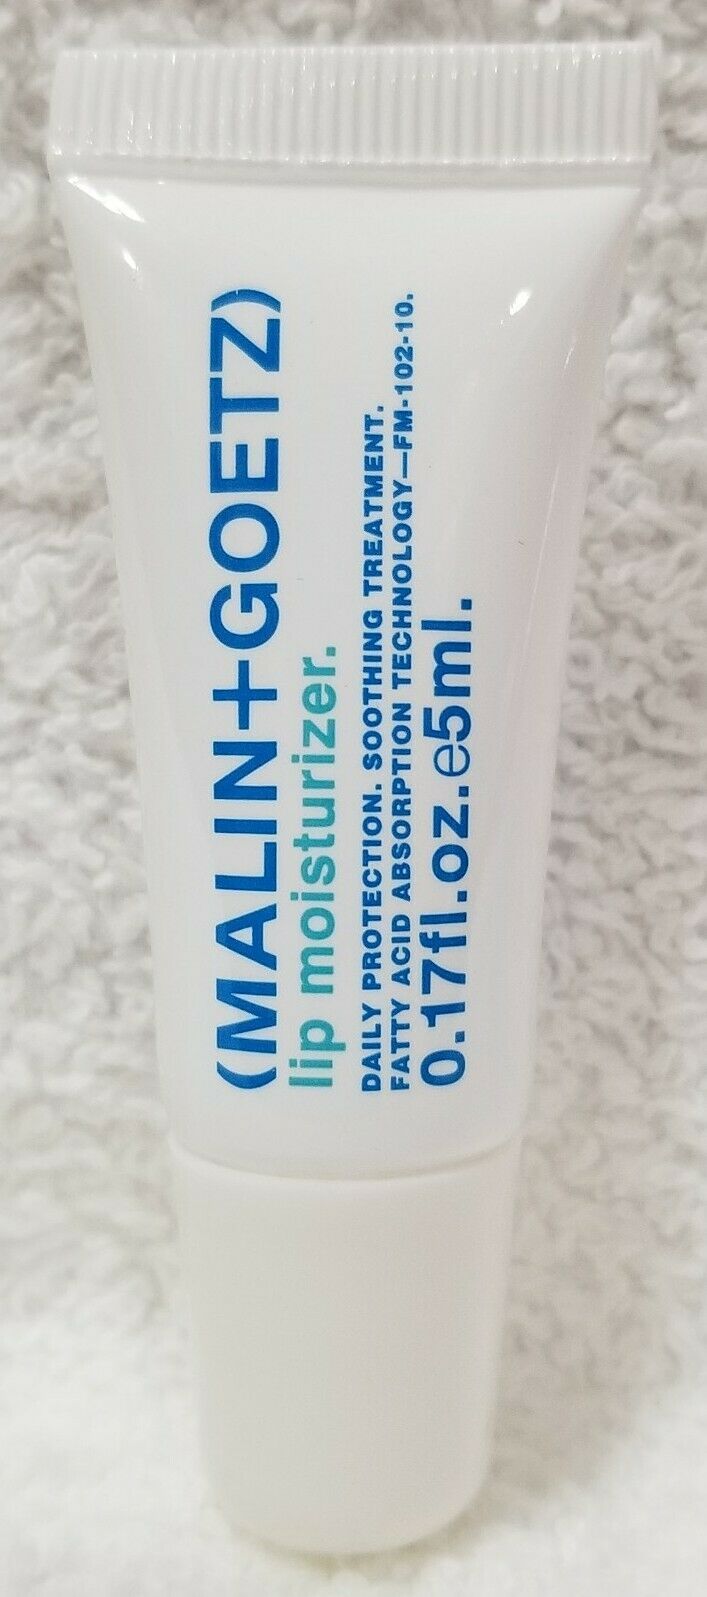 (MALIN+GOETZ)
lip moisturizer.
DAILY PROTECTION. SOOTHING TREATMENT.
FATTY ACID ABSORPTION TECHNOLOGY—FM-102-10.
0.17fl.oz.℮5ml.